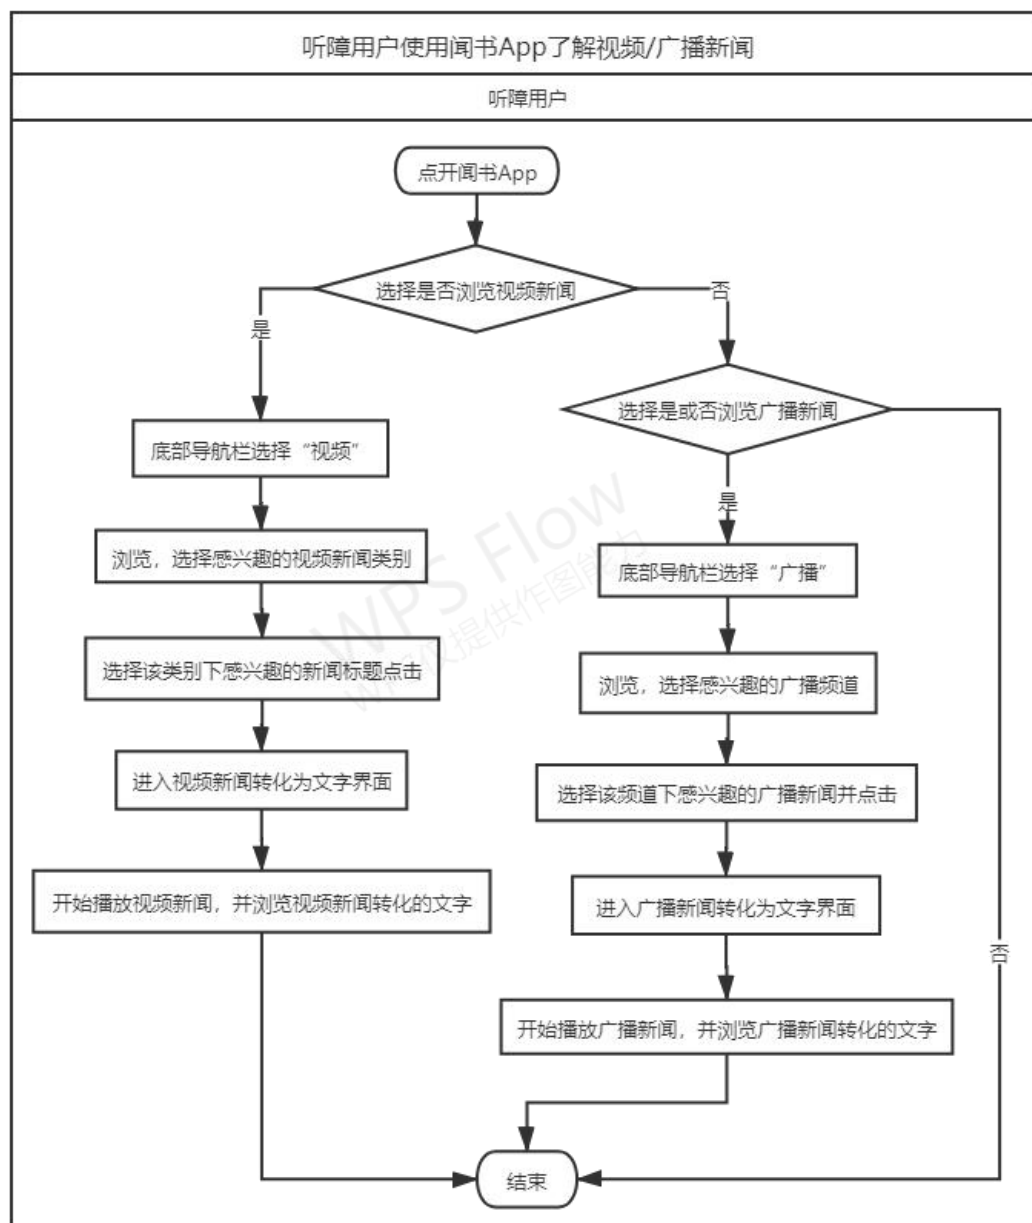 听障用户使用闻书App了解视频/广播新闻
听障用户
点开闻书App
选择是否浏览视频新闻
否
是
选择是或否浏览广播新闻
底部导航栏选择“视频”
是
浏览，选择感兴趣的视频新闻类别
底部导航栏选择“广播”
选择该类别下感兴趣的新闻标题点击
浏览，选择感兴趣的广播频道
进入视频新闻转化为文字界面
选择该频道下感兴趣的广播新闻并点击
开始播放视频新闻，并浏览视频新闻转化的文字
进入广播新闻转化为文字界面
否
开始播放广播新闻，并浏览广播新闻转化的文字
结束
WPS Flow
WPS仅提供作图能力